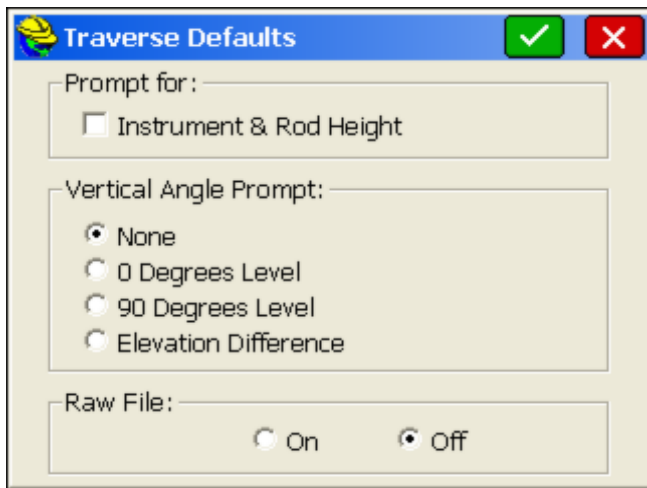 Traverse Defaults
Prompt for:
Instrument & Rod Height
Vertical Angle Prompt:
None
0 Degrees Level
90 Degrees Level
Elevation Difference
Raw File:
On Off